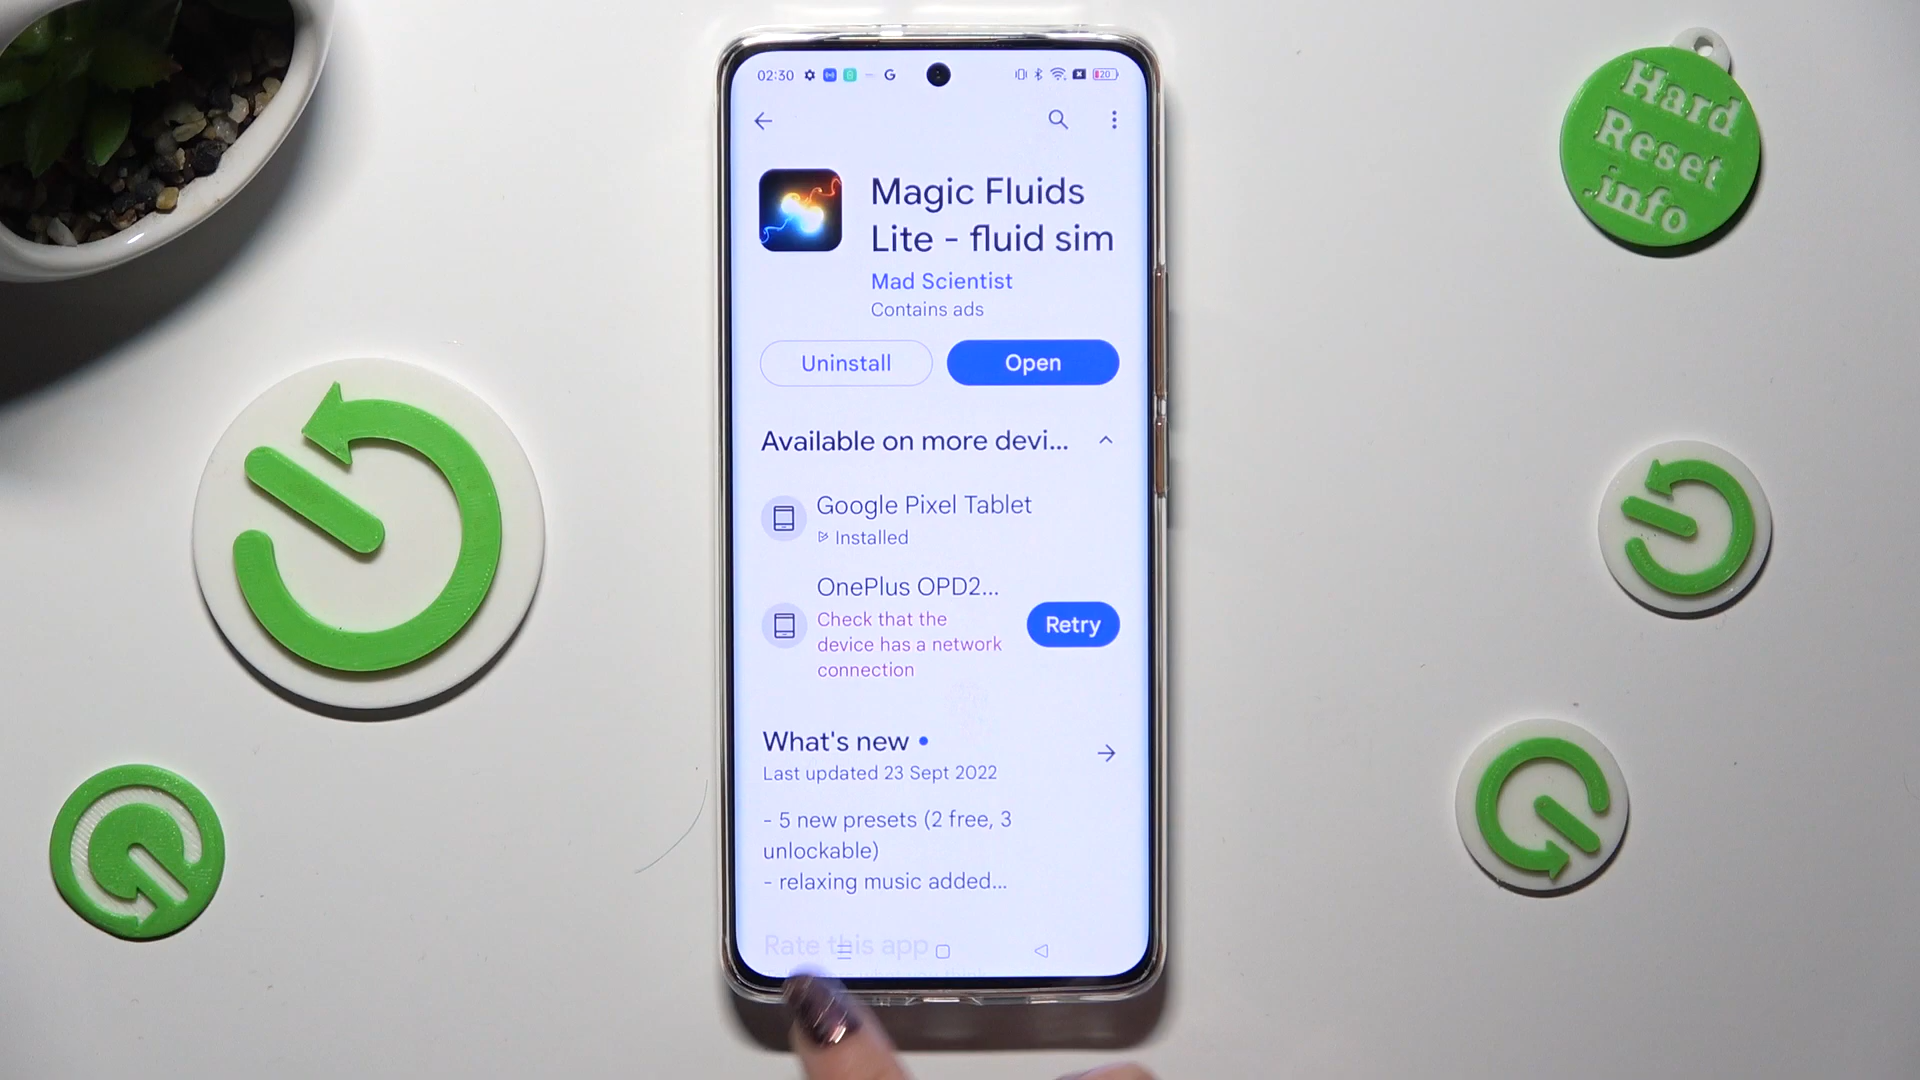 02:30
G
20
Magic Fluids
Lite - fluid sim
Mad Scientist
Contains ads
Uninstall
Open
Available on more devi...
Google Pixel Tablet
Installed
OnePlus OPD2...
Check that the
device has a network
connection
Retry
What's new
Last updated 23 Sept 2022
- 5 new presets (2 free, 3
unlockable)
- relaxing music added...
Rate this app
Hard
Reset
.info